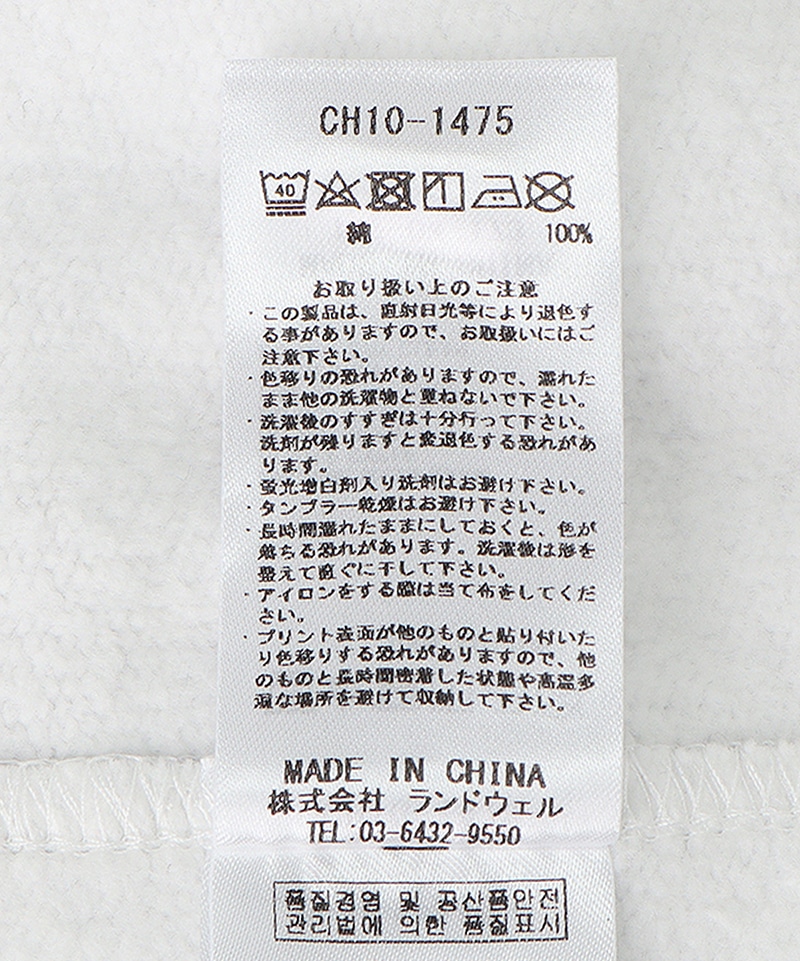 CH10-1475
40
綿 100%
お取り扱い上のご注意
・この製品は、直射日光等により退色す
る事がありますので、お取扱いにはご
注意下さい。
・色移りの恐れがありますので、濡れた
まま他の洗濯物と重ねないで下さい。
・洗濯後のすすぎは十分行って下さい。
洗剤が残りますと変退色する恐れがあ
ります。
・蛍光増白剤入り洗剤はお避け下さい。
・タンブラー乾燥はお避け下さい。
・長時間濡れたままにしておくと、色が
落ちる恐れがあります。洗濯後は形を
整えて直ぐに干して下さい。
・アイロンをする際は当て布をしてくだ
さい。
・プリント表面が他のものと貼り付いた
り色移りする恐れがありますので、他
のものと長時間密着した状態や高温多
湿な場所を避けて収納して下さい。
MADE IN CHINA
株式会社 ランドウェル
TEL:03-6432-9550
품질경영 및 공산품안전
관리법에 의한 품질표시